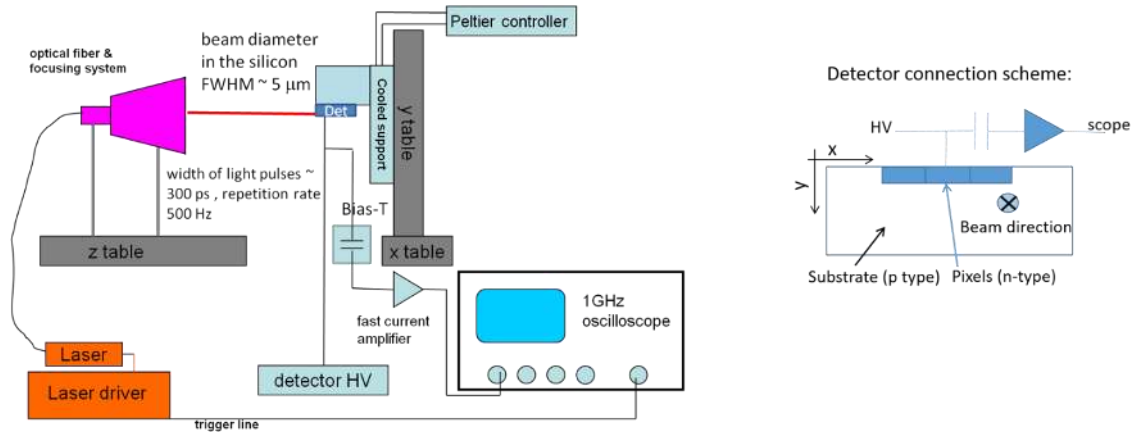 Peltier controller
optical fiber &
focusing system
beam diameter
in the silicon
FWHM ~ 5 μm
Det
Cooled support
y table
width of light pulses ~
300 ps , repetition rate
500 Hz
Bias-T
z table
x table
fast current
amplifier
1GHz
oscilloscope
Laser
Laser driver
detector HV
trigger line
Detector connection scheme:
HV
scope
x
y
Beam direction
Substrate (p type)
Pixels (n-type)